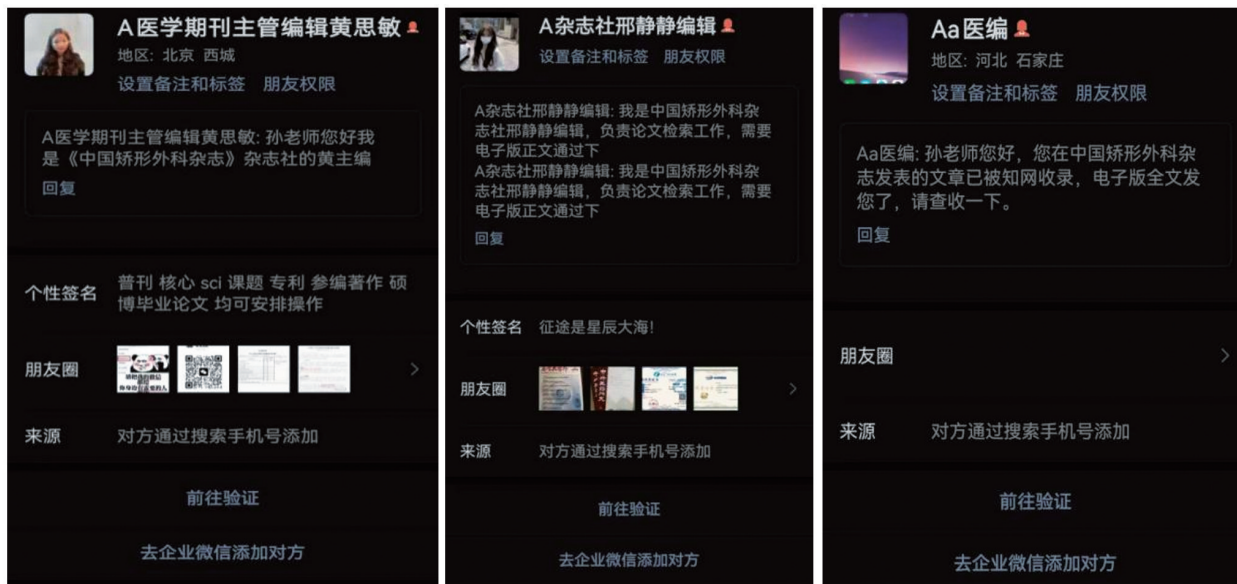 A医学期刊主管编辑黄思敏
地区: 北京 西城
设置备注和标签 朋友权限
A医学期刊主管编辑黄思敏: 孙老师您好我
是《中国矫形外科杂志》杂志社的黄主编
回复
个性签名
普刊 核心 sci 课题 专利 参编著作 硕
博毕业论文 均可安排操作
朋友圈
来源 对方通过搜索手机号添加
前往验证
去企业微信添加对方
A杂志社邢静静编辑
设置备注和标签 朋友权限
A杂志社邢静静编辑: 我是中国矫形外科杂
志社邢静静编辑，负责论文检索工作，需要
电子版正文通过下
A杂志社邢静静编辑: 我是中国矫形外科杂
志社邢静静编辑，负责论文检索工作，需要
电子版正文通过下
回复
个性签名 征途是星辰大海!
朋友圈
来源 对方通过搜索手机号添加
前往验证
去企业微信添加对方
Aa医编
地区: 河北 石家庄
设置备注和标签 朋友权限
Aa医编: 孙老师您好，您在中国矫形外科杂
志发表的文章已被知网收录，电子版全文发
您了，请查收一下。
回复
朋友圈
来源 对方通过搜索手机号添加
前往验证
去企业微信添加对方